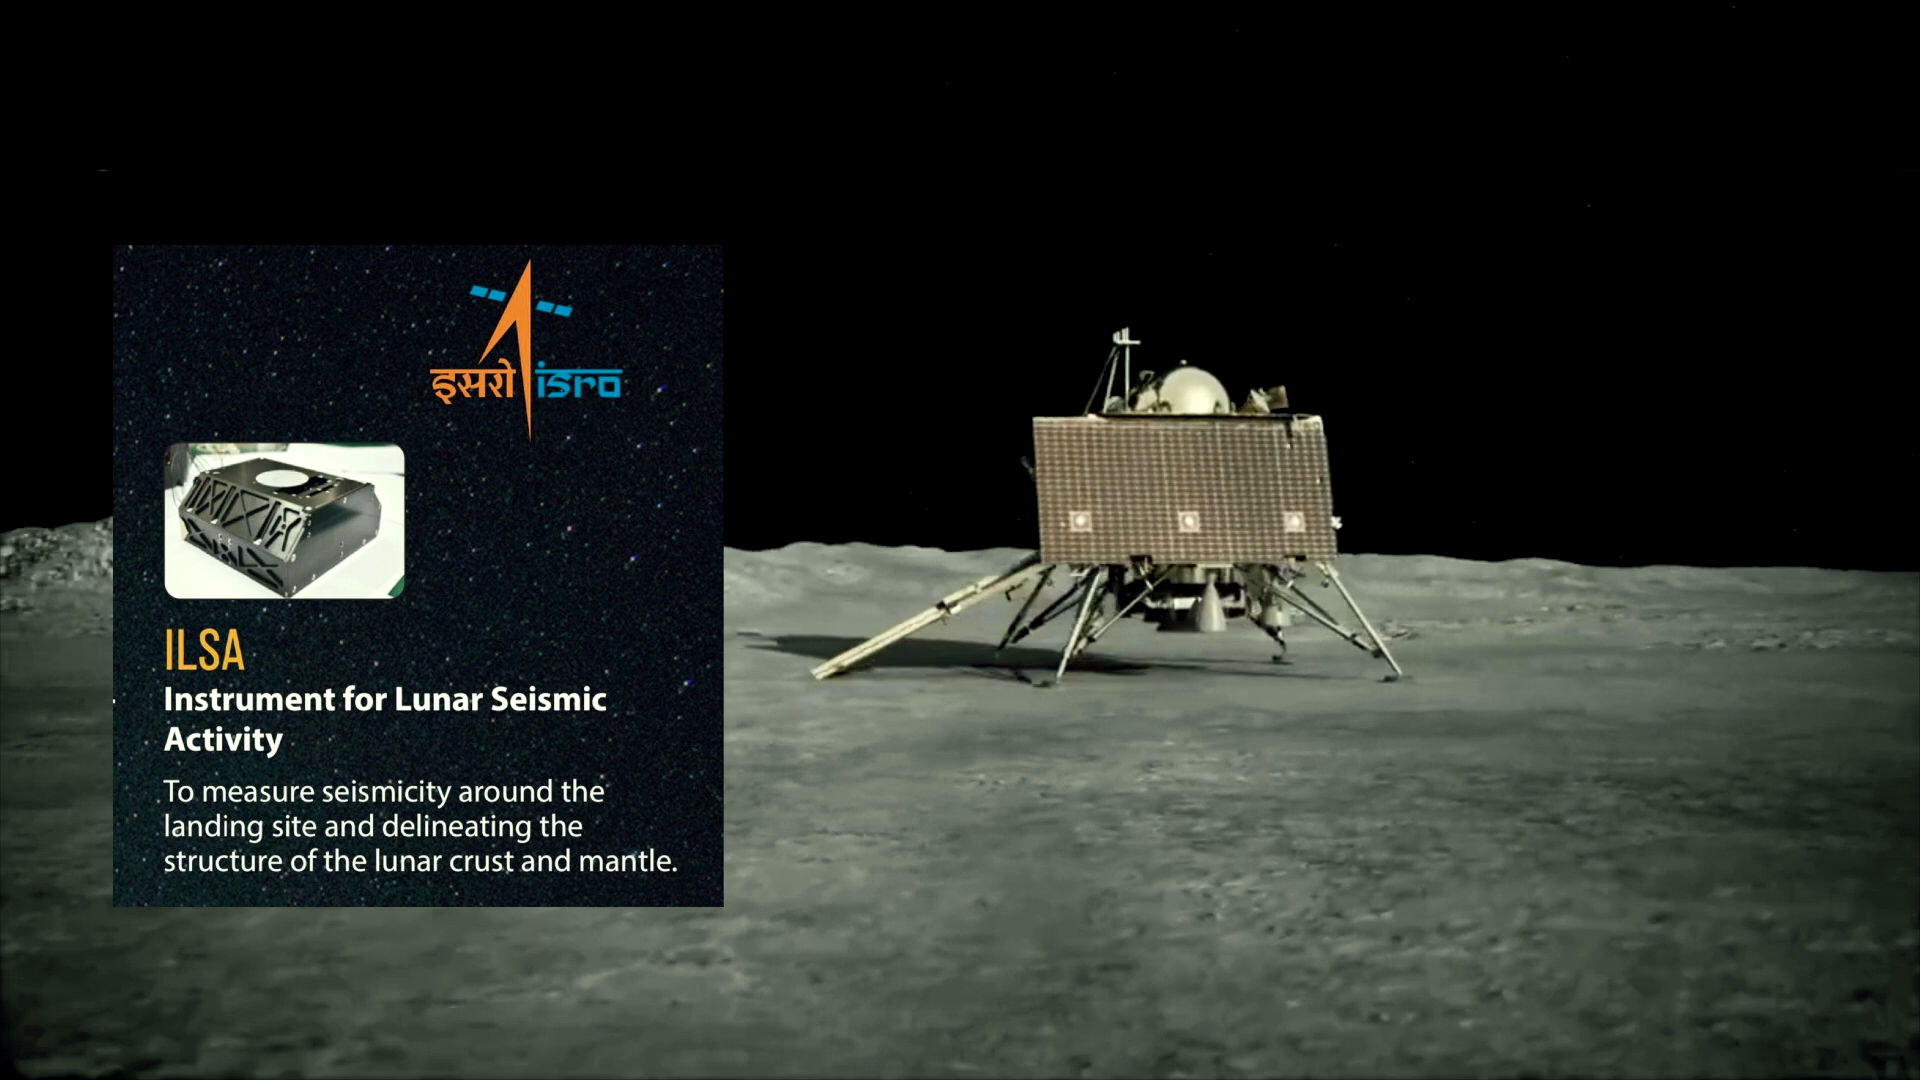 इसरो isro
ILSA
Instrument for Lunar Seismic
Activity
To measure seismicity around the
landing site and delineating the
structure of the lunar crust and mantle.